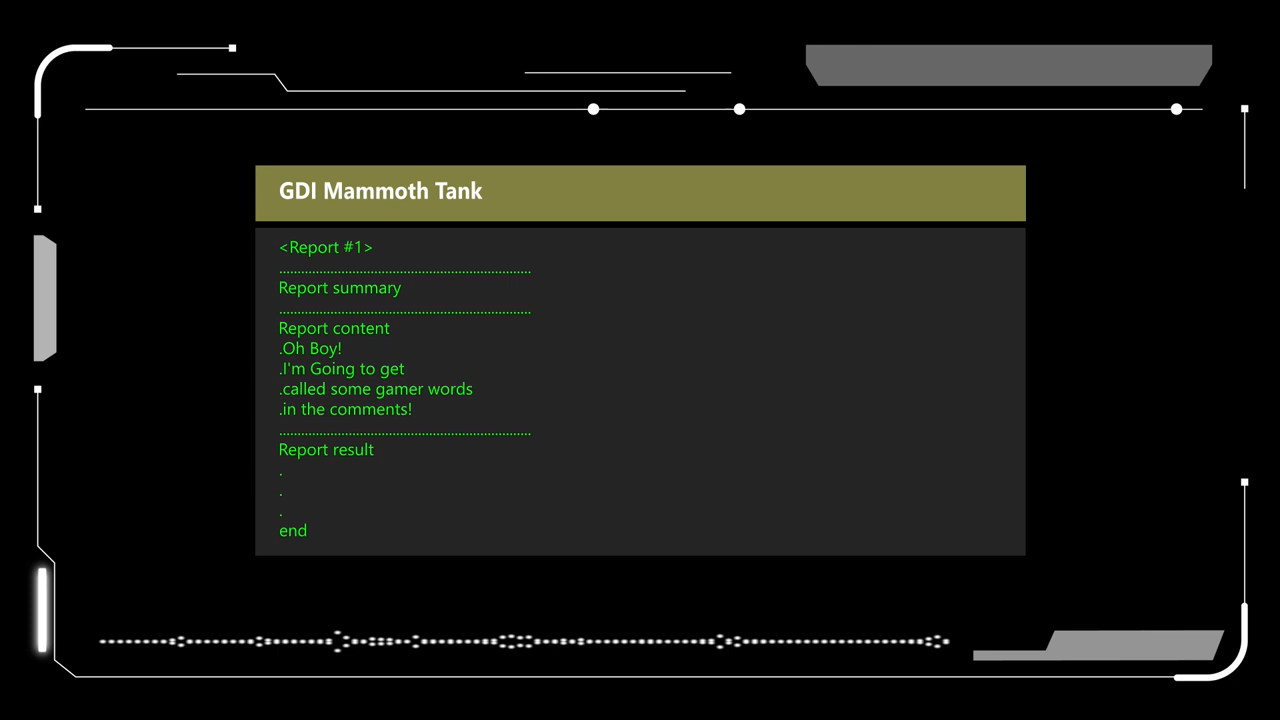 GDI Mammoth Tank
<Report #1>
......................................................................
Report summary
......................................................................
Report content
.Oh Boy!
.I'm Going to get
.called some gamer words
.in the comments!
......................................................................
Report result
.
.
.
end